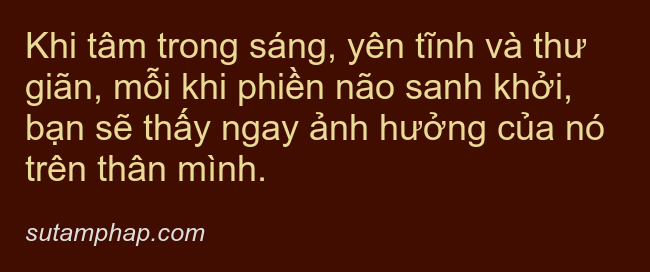 Khi tâm trong sáng, yên tĩnh và thư
giãn, mỗi khi phiền não sanh khởi,
bạn sẽ thấy ngay ảnh hưởng của nó
trên thân mình.
sutamphap.com